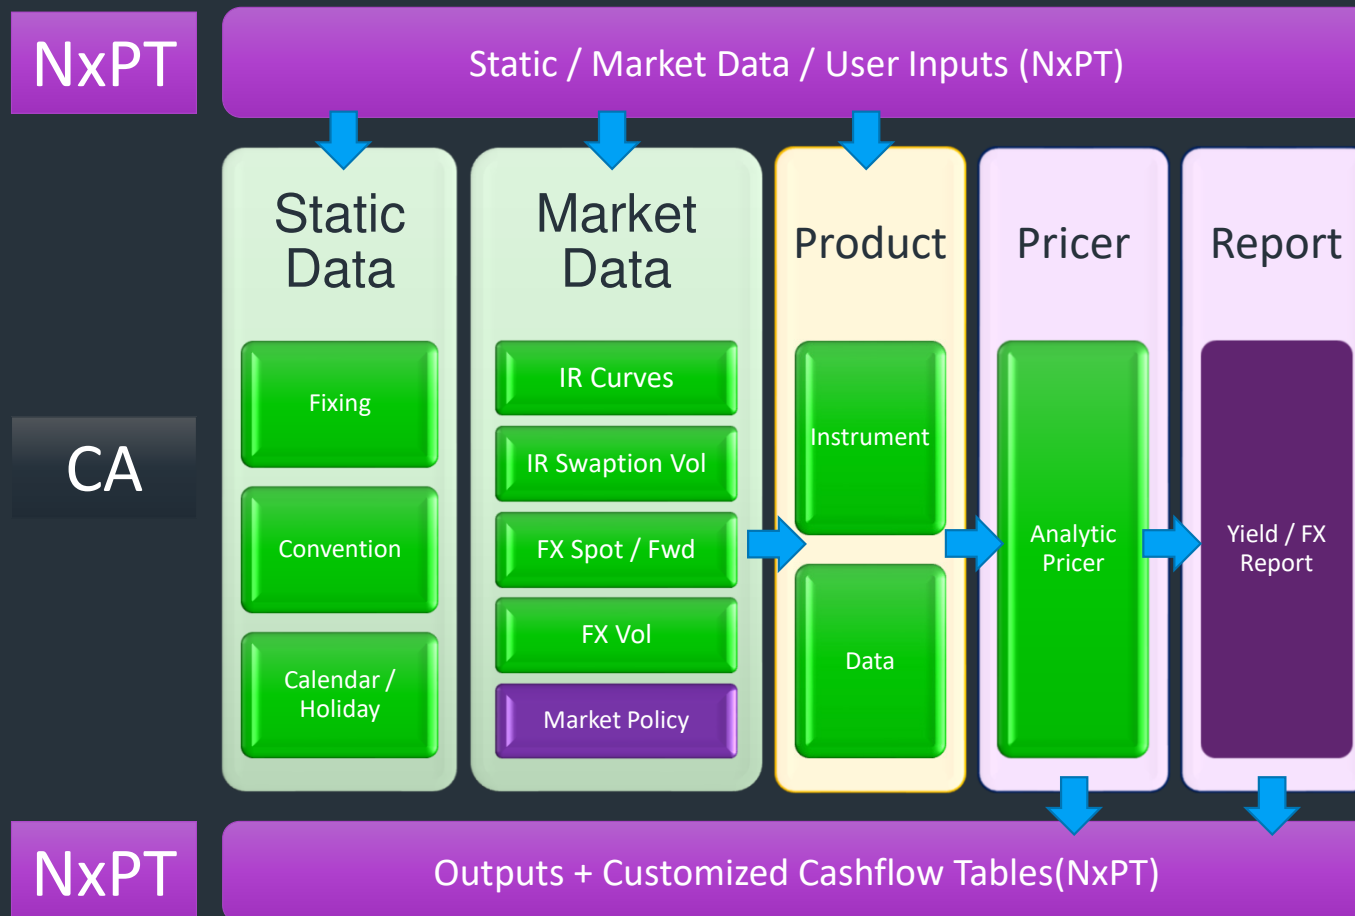 NxPT
Static / Market Data / User Inputs (NxPT)
Static
Data
Market
Data
Product
Pricer
Report
CA
Fixing
Convention
Calendar /
Holiday
IR Curves
IR Swaption Vol
FX Spot / Fwd
FX Vol
Market Policy
Instrument
Data
Analytic
Pricer
Yield / FX
Report
NxPT
Outputs + Customized Cashflow Tables(NxPT)